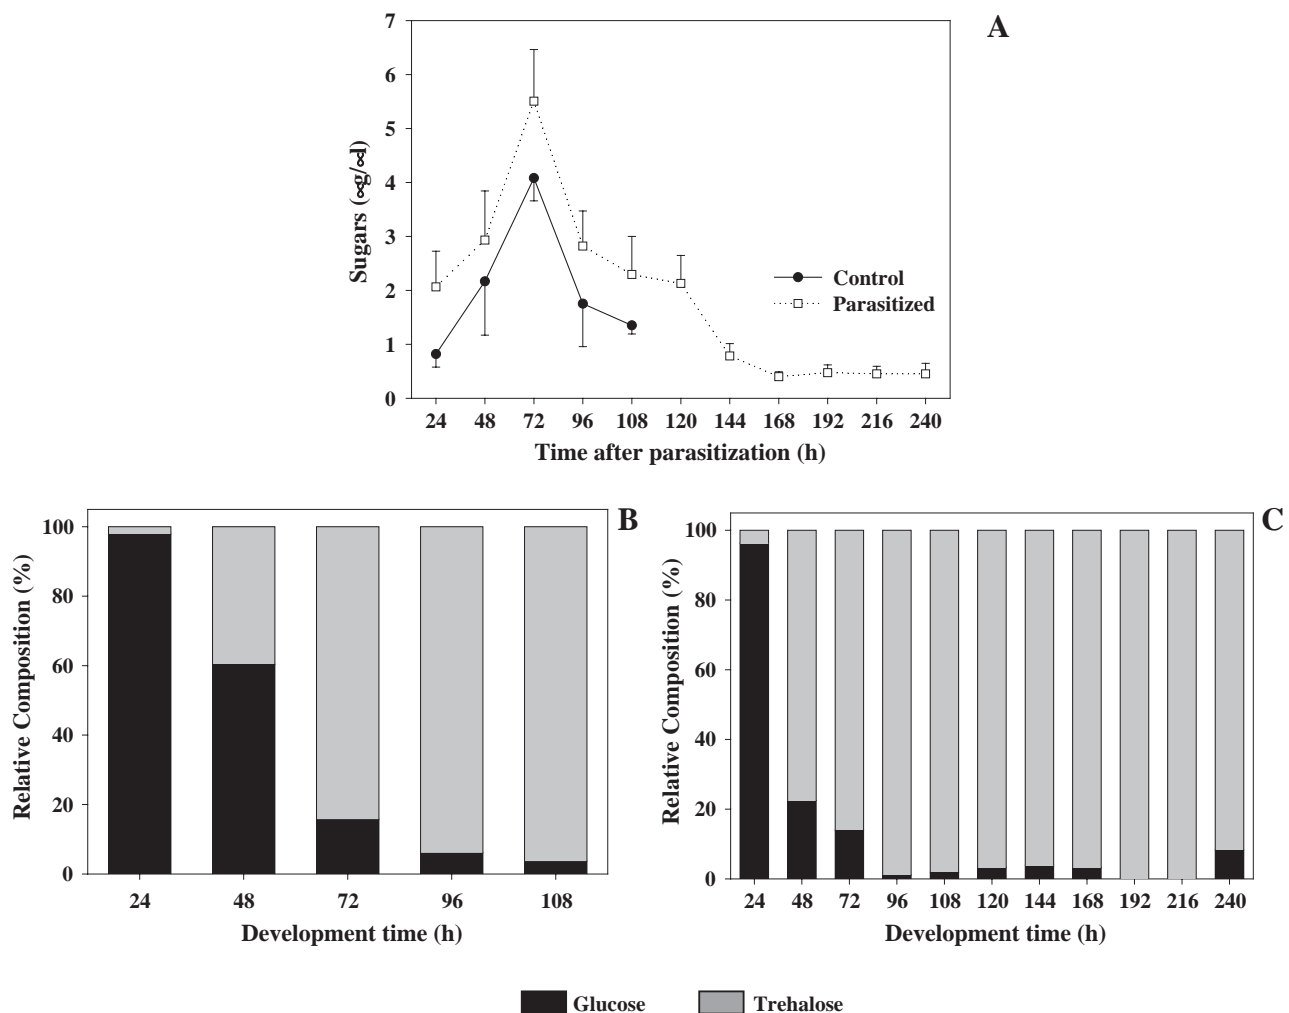 A
7
6
5
4
3
2
1
0
Sugars (∝g/∝l)
Control
Parasitized
24 48 72 96 108 120 144 168 192 216 240
Time after parasitization (h)
B
100
80
60
40
20
0
Relative Composition (%)
24 48 72 96 108
Development time (h)
C
100
80
60
40
20
0
Relative Composition (%)
24 48 72 96 108 120 144 168 192 216 240
Development time (h)
Glucose Trehalose